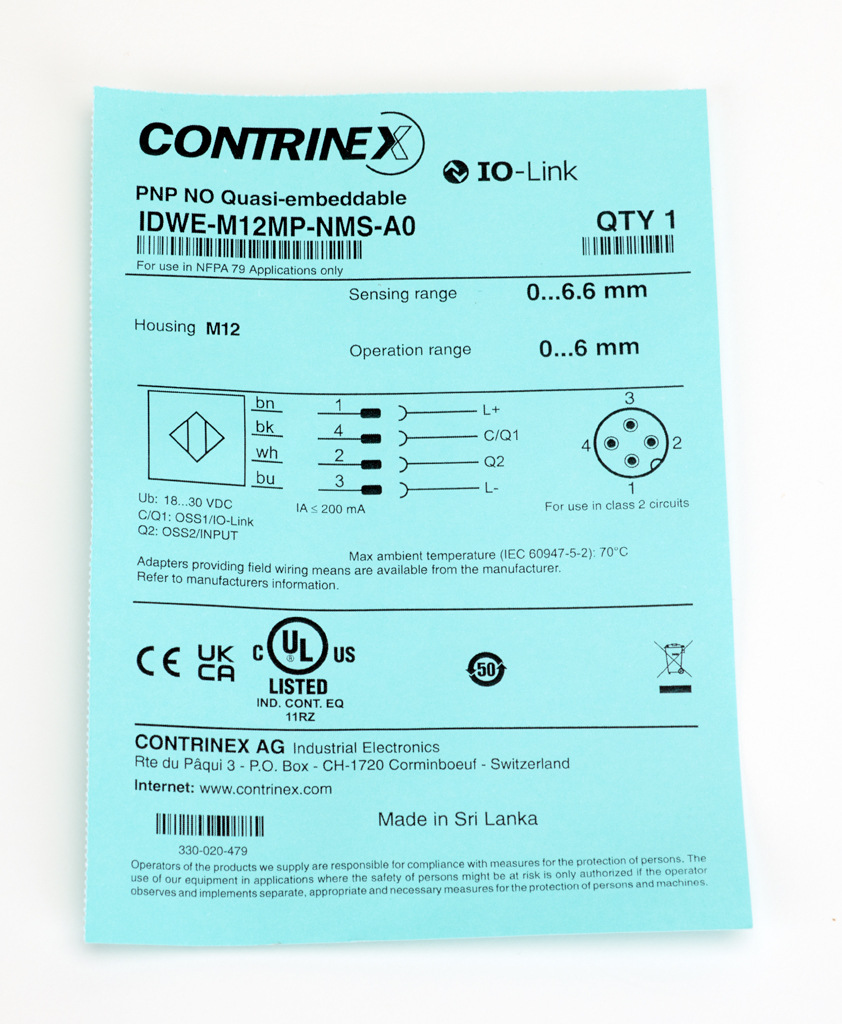 CONTRINEX
IO-Link
PNP NO Quasi-embeddable
IDWE-M12MP-NMS-A0
QTY 1
For use in NFPA 79 Applications only
Sensing range 0...6.6 mm
Housing M12
Operation range 0...6 mm
bn 1 L+
bk 4 C/Q1
wh 2 Q2
bu 3 L-
3
4 2
1
Ub: 18...30 VDC
IA ≤ 200 mA
For use in class 2 circuits
C/Q1: OSS1/IO-Link
Q2: OSS2/INPUT
Max ambient temperature (IEC 60947-5-2): 70°C
Adapters providing field wiring means are available from the manufacturer.
Refer to manufacturers information.
CE UK CA C UL ® US
LISTED
IND. CONT. EQ
11RZ
50
CONTRINEX AG Industrial Electronics
Rte du Pâqui 3 - P.O. Box - CH-1720 Corminboeuf - Switzerland
Internet: www.contrinex.com
Made in Sri Lanka
330-020-479
Operators of the products we supply are responsible for compliance with measures for the protection of persons. The
use of our equipment in applications where the safety of persons might be at risk is only authorized if the operator
observes and implements separate, appropriate and necessary measures for the protection of persons and machines.